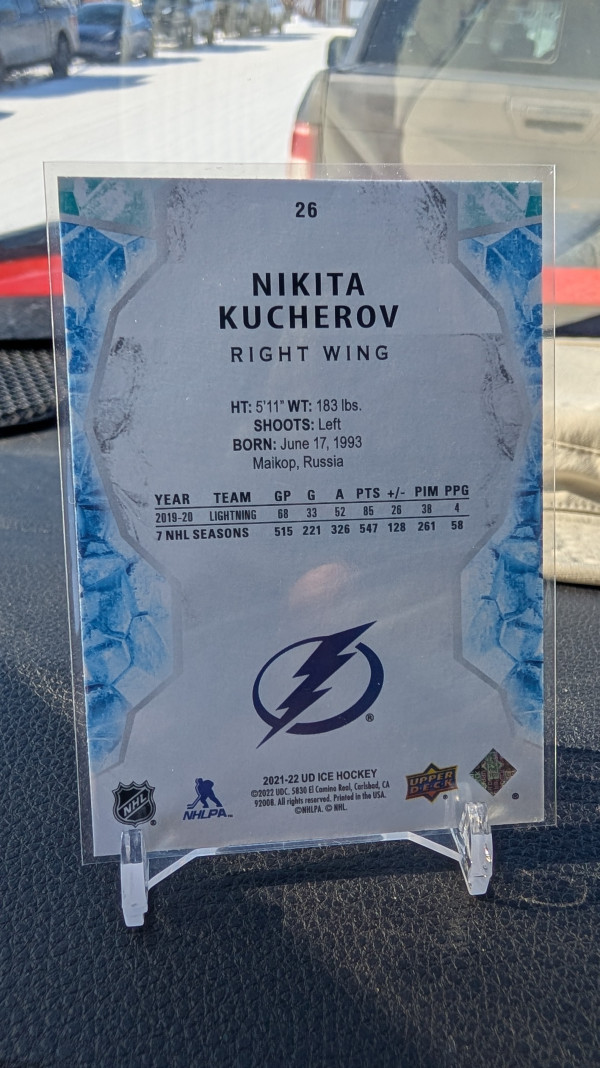 26
NIKITA
KUCHEROV
RIGHT WING
HT: 5'11" WT: 183 lbs.
SHOOTS: Left
BORN: June 17, 1993
Maikop, Russia
YEAR TEAM GP G A PTS +/- PIM PPG
2019-20 LIGHTNING 68 33 52 85 26 38 4
7 NHL SEASONS 515 221 326 547 128 261 58
®
2021-22 UD ICE HOCKEY
©2022 UDC. 5830 El Camino Real, Carlsbad, CA
92008. All rights reserved. Printed in the USA.
©NHLPA. © NHL.
NHL ®
NHLPA™
UPPER
DECK ®
®